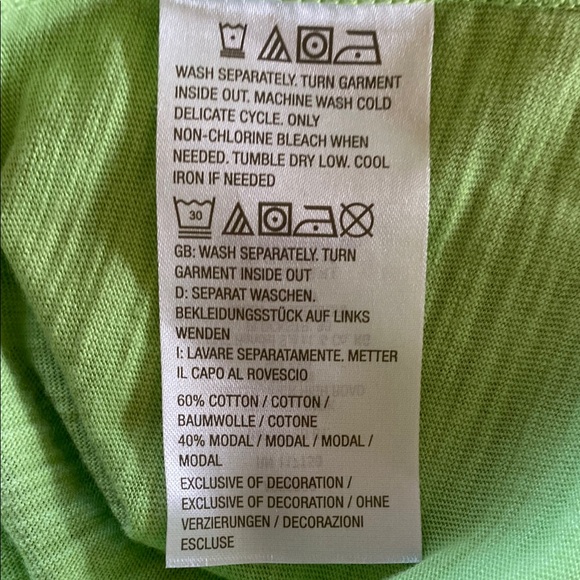 WASH SEPARATELY. TURN GARMENT
INSIDE OUT. MACHINE WASH COLD
DELICATE CYCLE. ONLY
NON-CHLORINE BLEACH WHEN
NEEDED. TUMBLE DRY LOW. COOL
IRON IF NEEDED
30
GB: WASH SEPARATELY. TURN
GARMENT INSIDE OUT
D: SEPARAT WASCHEN.
BEKLEIDUNGSSTÜCK AUF LINKS
WENDEN
I: LAVARE SEPARATAMENTE. METTER
IL CAPO AL ROVESCIO
60% COTTON / COTTON /
BAUMWOLLE / COTONE
40% MODAL / MODAL / MODAL /
MODAL
EXCLUSIVE OF DECORATION /
EXCLUSIVE OF DECORATION / OHNE
VERZIERUNGEN / DECORAZIONI
ESCLUSE